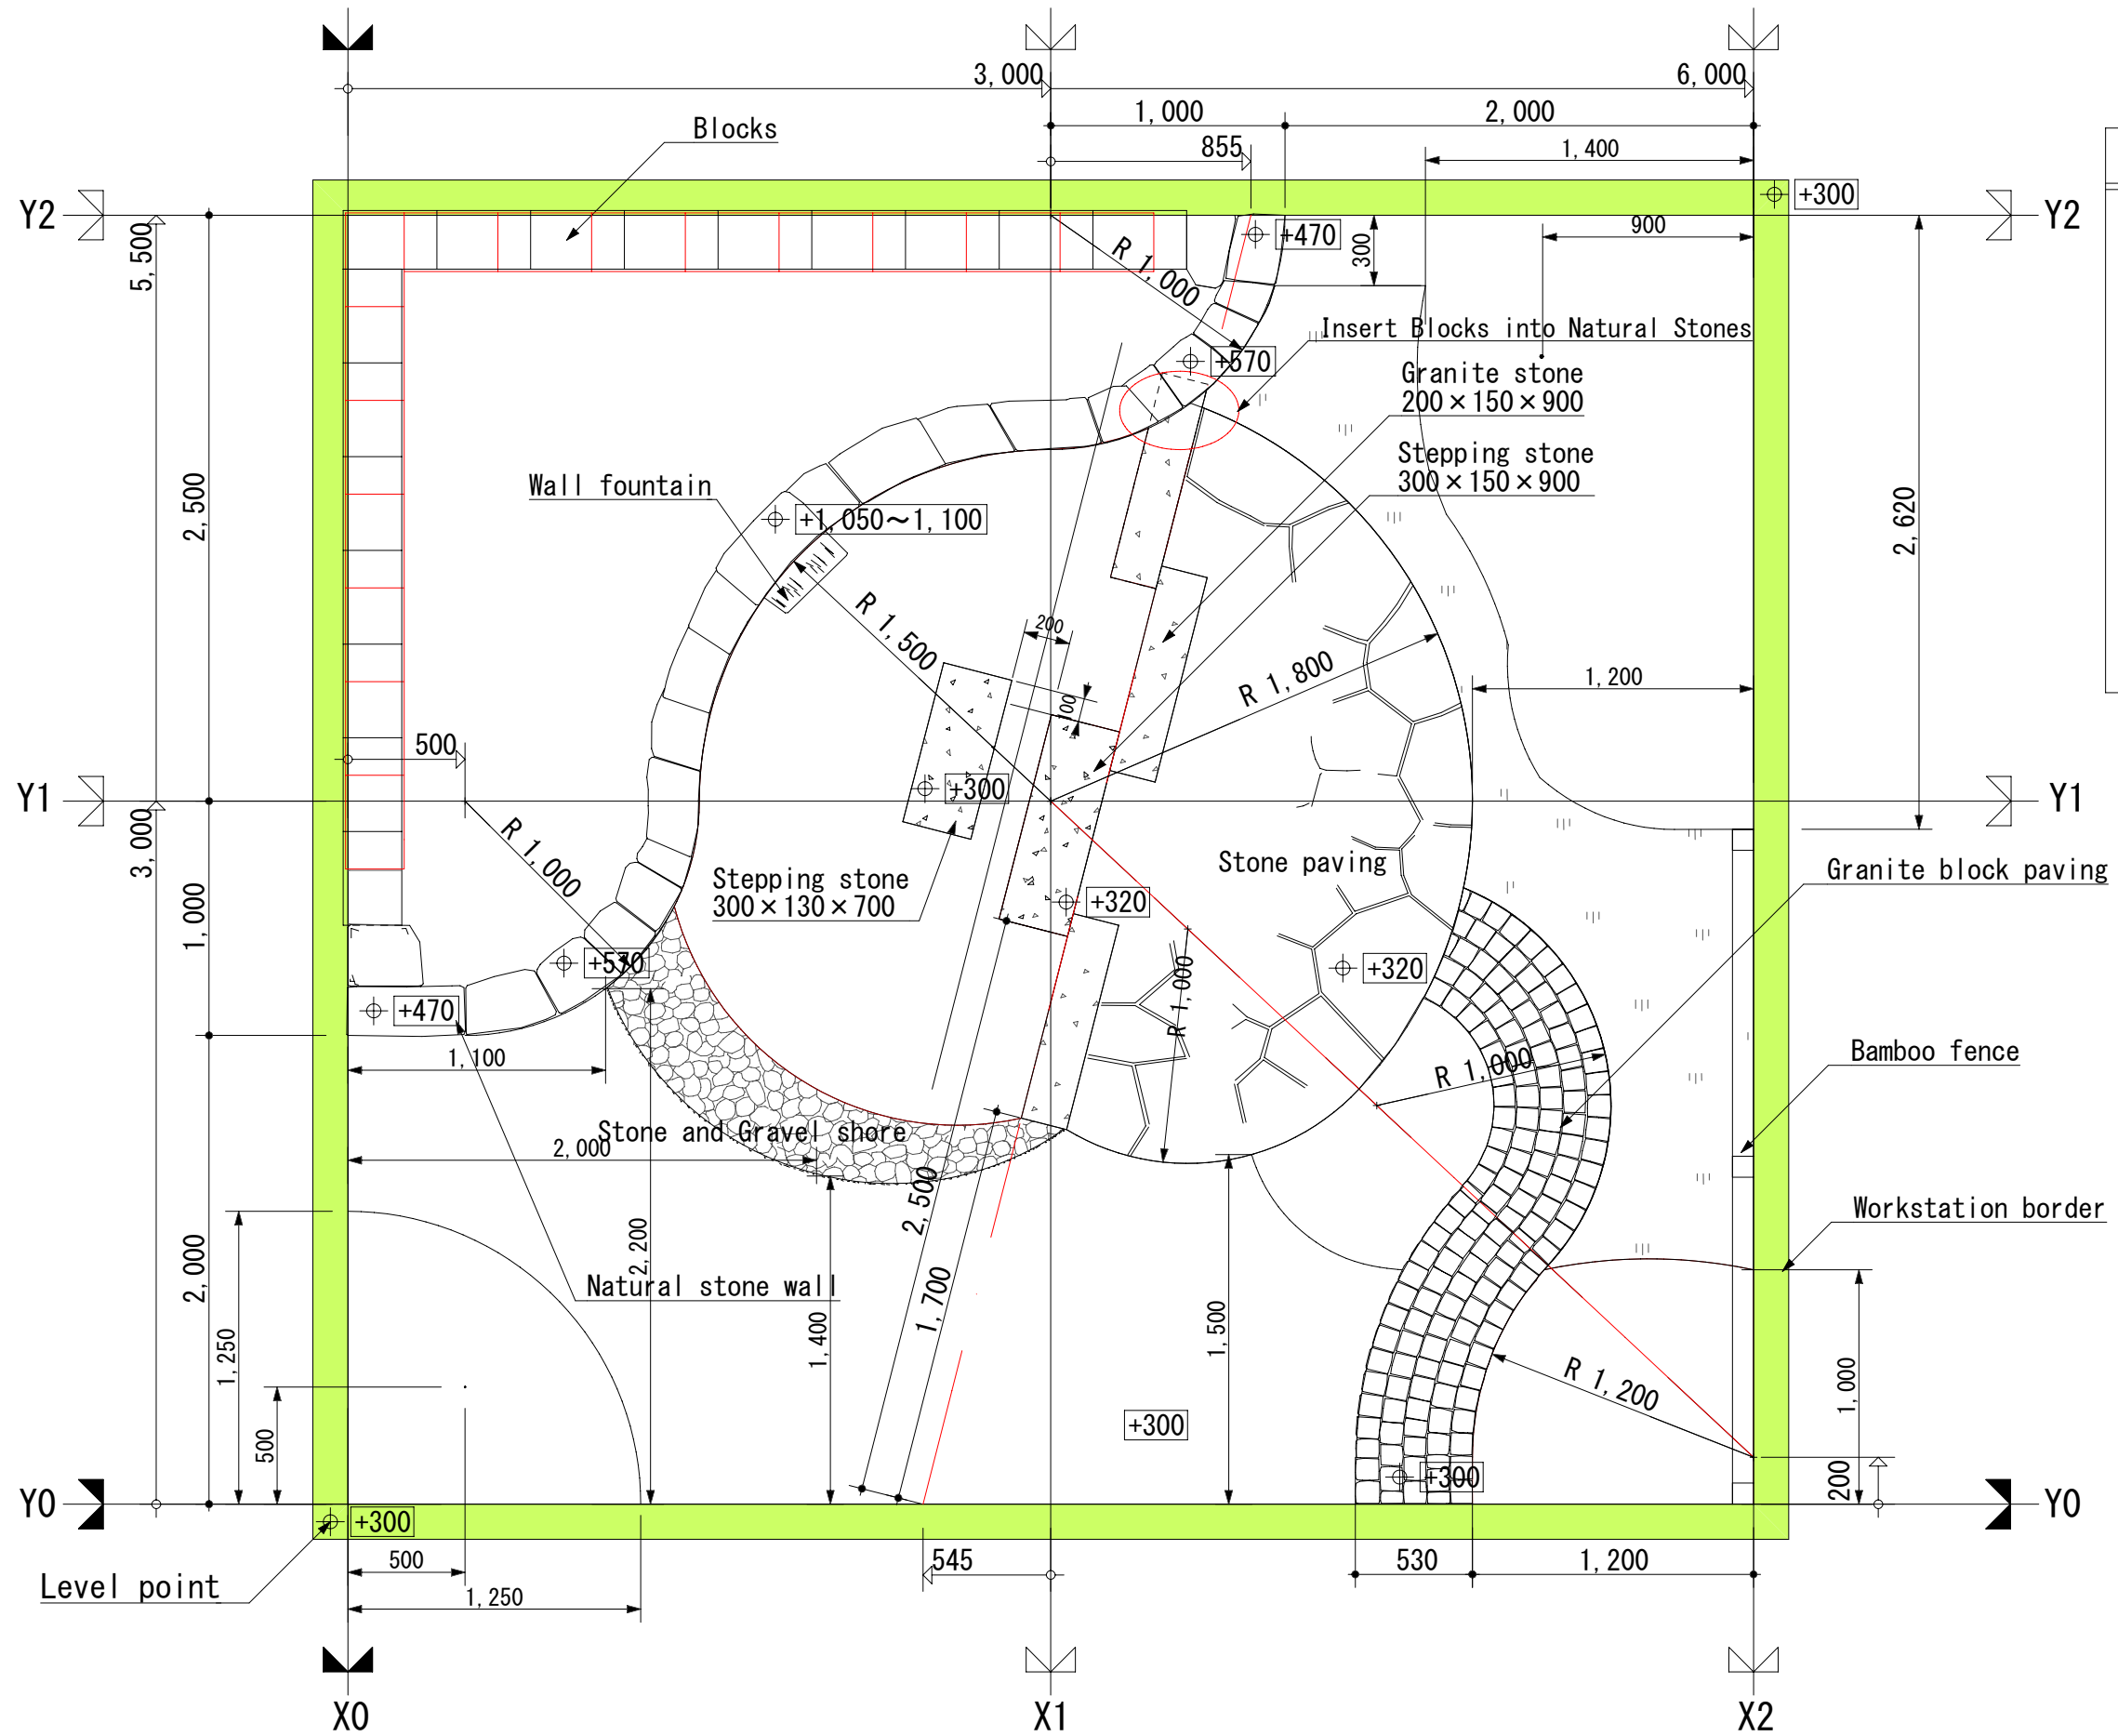 3,000
6,000
1,000
2,000
Blocks
855
1,400
+300
Y2
Y2
5,500
+470
900
300
R 1,000
Insert Blocks into Natural Stones
+570
Granite stone
200×150×900
Stepping stone
300×150×900
Wall fountain
+1,050～1,100
2,500
2,620
R 1,500
200
R 1,800
1,200
100
500
Y1
+300
Y1
3,000
R 1,000
Stone paving
Granite block paving
Stepping stone
300×130×700
+320
1,000
+570
+320
R 1,000
+470
1,100
R 1,000
Bamboo fence
Stone and Gravel shore
2,000
2,500
Workstation border
2,200
2,000
Natural stone wall
1,700
1,250
1,400
1,500
R 1,200
1,000
500
+300
+300
200
Y0
Y0
+300
500
545
530
1,200
Level point
1,250
X0
X1
X2